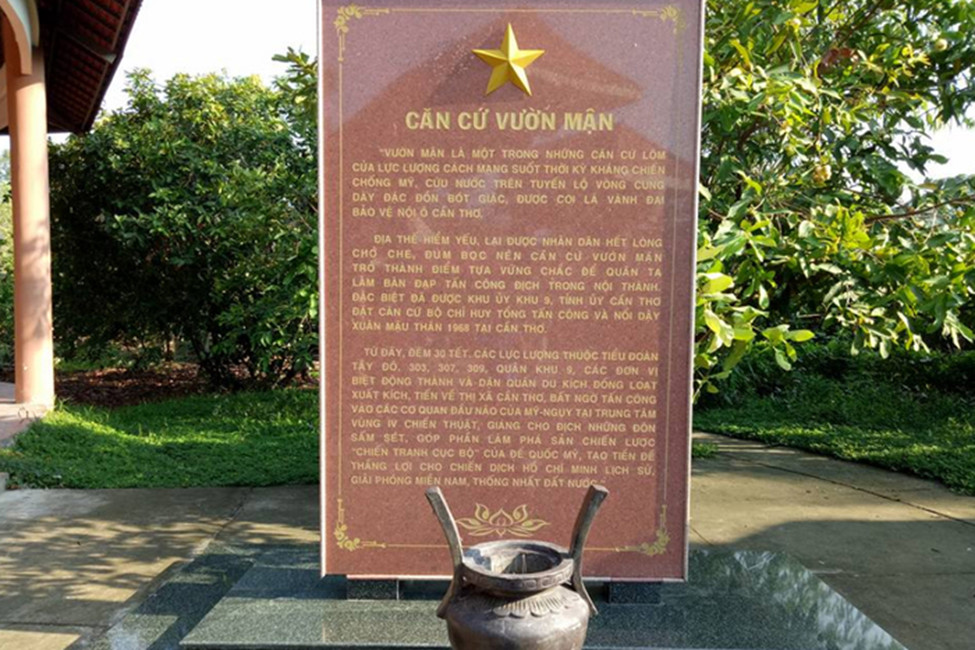 CĂN CỨ VƯỜN MẬN
"VƯỜN MẬN LÀ MỘT TRONG NHỮNG CĂN CỨ LÕM
CỦA LỰC LƯỢNG CÁCH MẠNG SUỐT THỜI KỲ KHÁNG CHIẾN
CHỐNG MỸ, CỨU NƯỚC TRÊN TUYẾN LỘ VÒNG CUNG
DÀY ĐẶC ĐỒN BÓT GIẶC, ĐƯỢC COI LÀ VÀNH ĐAI
BẢO VỆ NỘI Ô CẦN THƠ.
ĐỊA THẾ HIỂM YẾU, LẠI ĐƯỢC NHÂN DÂN HẾT LÒNG
CHỞ CHE, ĐÙM BỌC NÊN CĂN CỨ VƯỜN MẬN
TRỞ THÀNH ĐIỂM TỰA VỮNG CHẮC ĐỂ QUÂN TA
LÀM BÀN ĐẠP TẤN CÔNG ĐỊCH TRONG NỘI THÀNH.
ĐẶC BIỆT ĐÃ ĐƯỢC KHU ỦY KHU 9, TỈNH ỦY CẦN THƠ
ĐẶT CĂN CỨ BỘ CHỈ HUY TỔNG TẤN CÔNG VÀ NỔI DẬY
XUÂN MẬU THÂN 1968 TẠI CẦN THƠ.
TỪ ĐÂY, ĐÊM 30 TẾT. CÁC LỰC LƯỢNG THUỘC TIỂU ĐOÀN
TÂY ĐÔ, 303, 307, 309, QUÂN KHU 9, CÁC ĐƠN VỊ
BIỆT ĐỘNG THÀNH VÀ DÂN QUÂN DU KÍCH ĐỒNG LOẠT
XUẤT KÍCH, TIẾN VỀ THỊ XÃ CẦN THƠ, BẤT NGỜ TẤN CÔNG
VÀO CÁC CƠ QUAN ĐẦU NÃO CỦA MỸ-NGỤY TẠI TRUNG TÂM
VÙNG IV CHIẾN THUẬT, GIÁNG CHO ĐỊCH NHỮNG ĐÒN
SẤM SÉT, GÓP PHẦN LÀM PHÁ SẢN CHIẾN LƯỢC
"CHIẾN TRANH CỤC BỘ" CỦA ĐẾ QUỐC MỸ, TẠO TIỀN ĐỀ
THẮNG LỢI CHO CHIẾN DỊCH HỒ CHÍ MINH LỊCH SỬ,
GIẢI PHÓNG MIỀN NAM, THỐNG NHẤT ĐẤT NƯỚC"